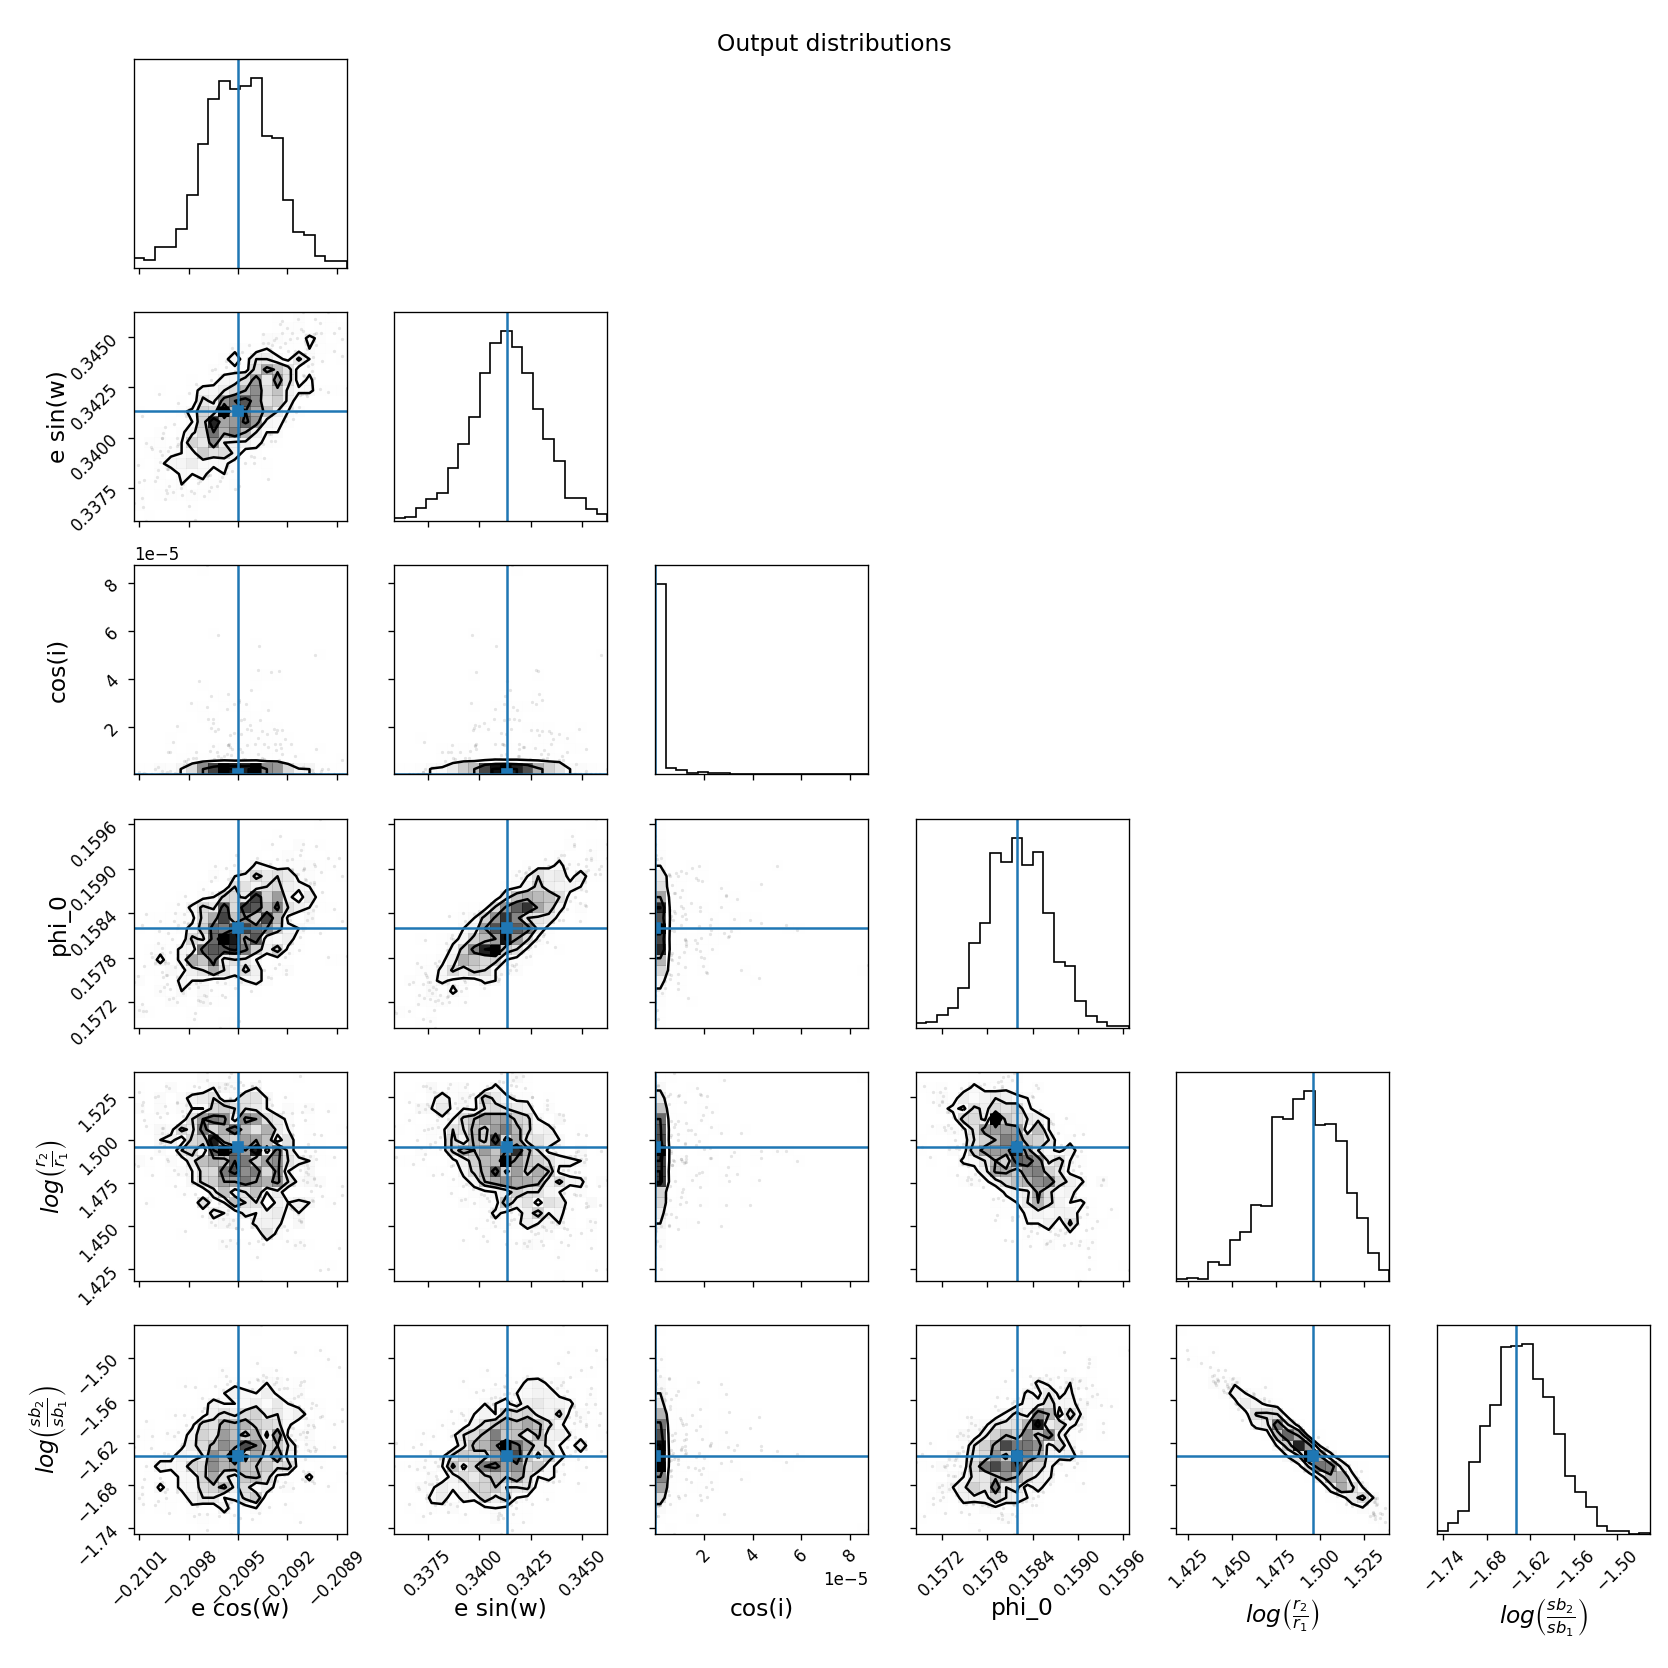 Output distributions
e sin(w)
0.3450
0.3425
0.3400
0.3375
1e−5
cos(i)
8
6
4
2
phi_0
0.1596
0.1590
0.1584
0.1578
0.1572
log(r2/r1)
1.525
1.500
1.475
1.450
1.425
log(sb2/sb1)
−1.50
−1.56
−1.62
−1.68
−1.74
−0.2101 −0.2098 −0.2095 −0.2092 −0.2089
e cos(w)
0.3375 0.3400 0.3425 0.3450
e sin(w)
2 4 6 8
1e−5
cos(i)
0.1572 0.1578 0.1584 0.1590 0.1596
phi_0
1.425 1.450 1.475 1.500 1.525
log(r2/r1)
−1.74 −1.68 −1.62 −1.56 −1.50
log(sb2/sb1)